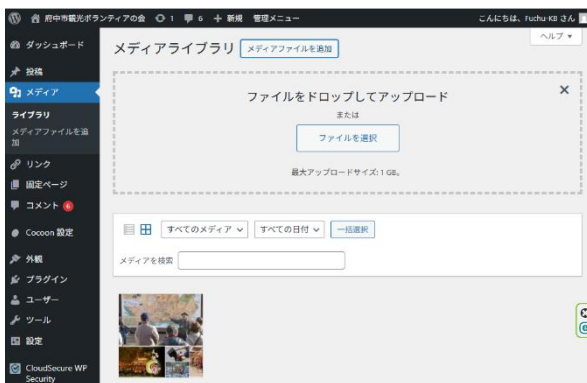 府中市観光ボランティアの会 1 6 + 新規 管理メニュー
こんにちは、Fuchu-KB さん
ダッシュボード
投稿
メディア
ライブラリ
メディアファイルを追
加
リンク
固定ページ
コメント 6
Cocoon 設定
外観
プラグイン
ユーザー
ツール
設定
CloudSecure WP
Security
ヘルプ
メディアライブラリ メディアファイルを追加
ファイルをドロップしてアップロード
または
ファイルを選択
最大アップロードサイズ: 1 GB。
すべてのメディア すべての日付 一括選択
メディアを検索